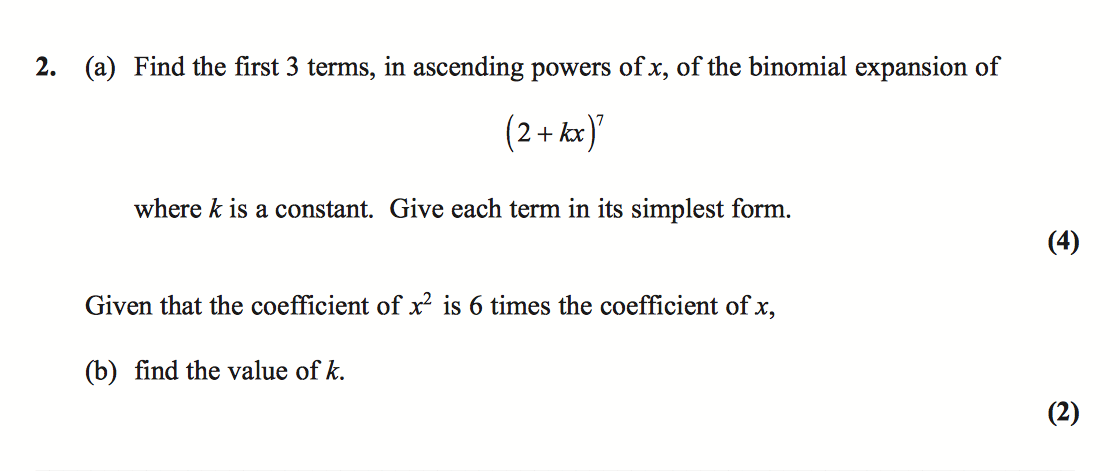 2. (a) Find the first 3 terms, in ascending powers of x, of the binomial expansion of
(2 + kx)⁷
where k is a constant. Give each term in its simplest form.
(4)
Given that the coefficient of x² is 6 times the coefficient of x,
(b) find the value of k.
(2)